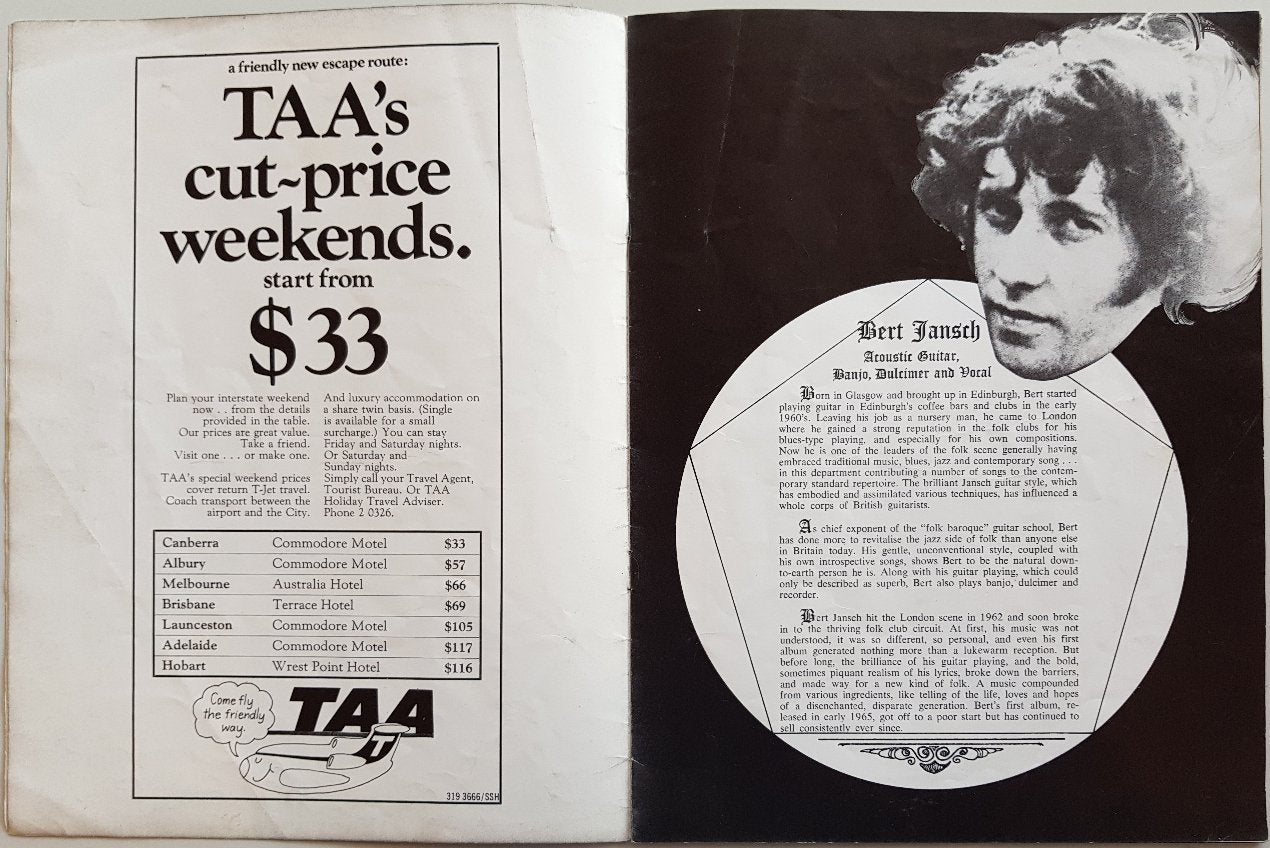 a friendly new escape route:
TAA's
cut-price
weekends.
start from
$33
Plan your interstate weekend
now . . from the details
provided in the table.
Our prices are great value.
Take a friend.
Visit one . . . or make one.
TAA's special weekend prices
cover return T-Jet travel.
Coach transport between the
airport and the City.
And luxury accommodation on
a share twin basis. (Single
is available for a small
surcharge.) You can stay
Friday and Saturday nights.
Or Saturday and
Sunday nights.
Simply call your Travel Agent,
Tourist Bureau. Or TAA
Holiday Travel Adviser.
Phone 2 0326.
Canberra Commodore Motel $33
Albury Commodore Motel $57
Melbourne Australia Hotel $66
Brisbane Terrace Hotel $69
Launceston Commodore Motel $105
Adelaide Commodore Motel $117
Hobart Wrest Point Hotel $116
Come fly
the friendly
way.
TAA
T
319 3666/SSH
Bert Jansch
Acoustic Guitar,
Banjo, Dulcimer and Vocal
Born in Glasgow and brought up in Edinburgh, Bert started
playing guitar in Edinburgh's coffee bars and clubs in the early
1960's. Leaving his job as a nursery man, he came to London
where he gained a strong reputation in the folk clubs for his
blues-type playing, and especially for his own compositions.
Now he is one of the leaders of the folk scene generally having
embraced traditional music, blues, jazz and contemporary song . . .
in this department contributing a number of songs to the contem-
porary standard repertoire. The brilliant Jansch guitar style, which
has embodied and assimilated various techniques, has influenced a
whole corps of British guitarists.
As chief exponent of the "folk baroque" guitar school, Bert
has done more to revitalise the jazz side of folk than anyone else
in Britain today. His gentle, unconventional style, coupled with
his own introspective songs, shows Bert to be the natural down-
to-earth person he is. Along with his guitar playing, which could
only be described as superb, Bert also plays banjo, dulcimer and
recorder.
Bert Jansch hit the London scene in 1962 and soon broke
in to the thriving folk club circuit. At first, his music was not
understood, it was so different, so personal, and even his first
album generated nothing more than a lukewarm reception. But
before long, the brilliance of his guitar playing, and the bold,
sometimes piquant realism of his lyrics, broke down the barriers,
and made way for a new kind of folk. A music compounded
from various ingredients, like telling of the life, loves and hopes
of a disenchanted, disparate generation. Bert's first album, re-
leased in early 1965, got off to a poor start but has continued to
sell consistently ever since.